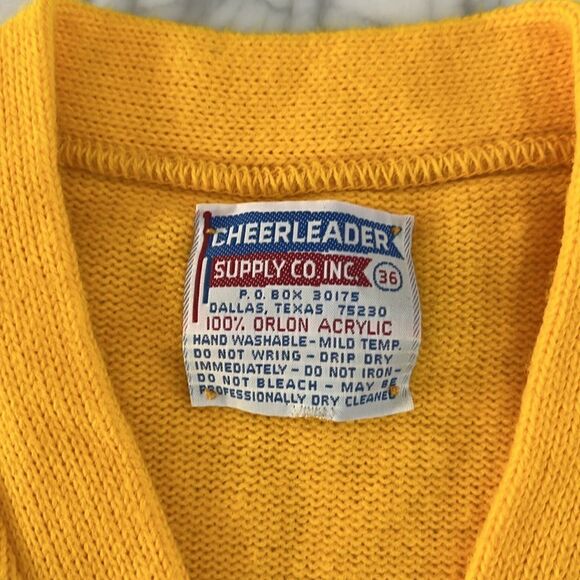 CHEERLEADER
SUPPLY CO. INC. 36
P.O. BOX 30175
DALLAS, TEXAS 75230
100% ORLON ACRYLIC
HAND WASHABLE - MILD TEMP.
DO NOT WRING - DRIP DRY
IMMEDIATELY - DO NOT IRON -
DO NOT BLEACH - MAY BE
PROFESSIONALLY DRY CLEANED